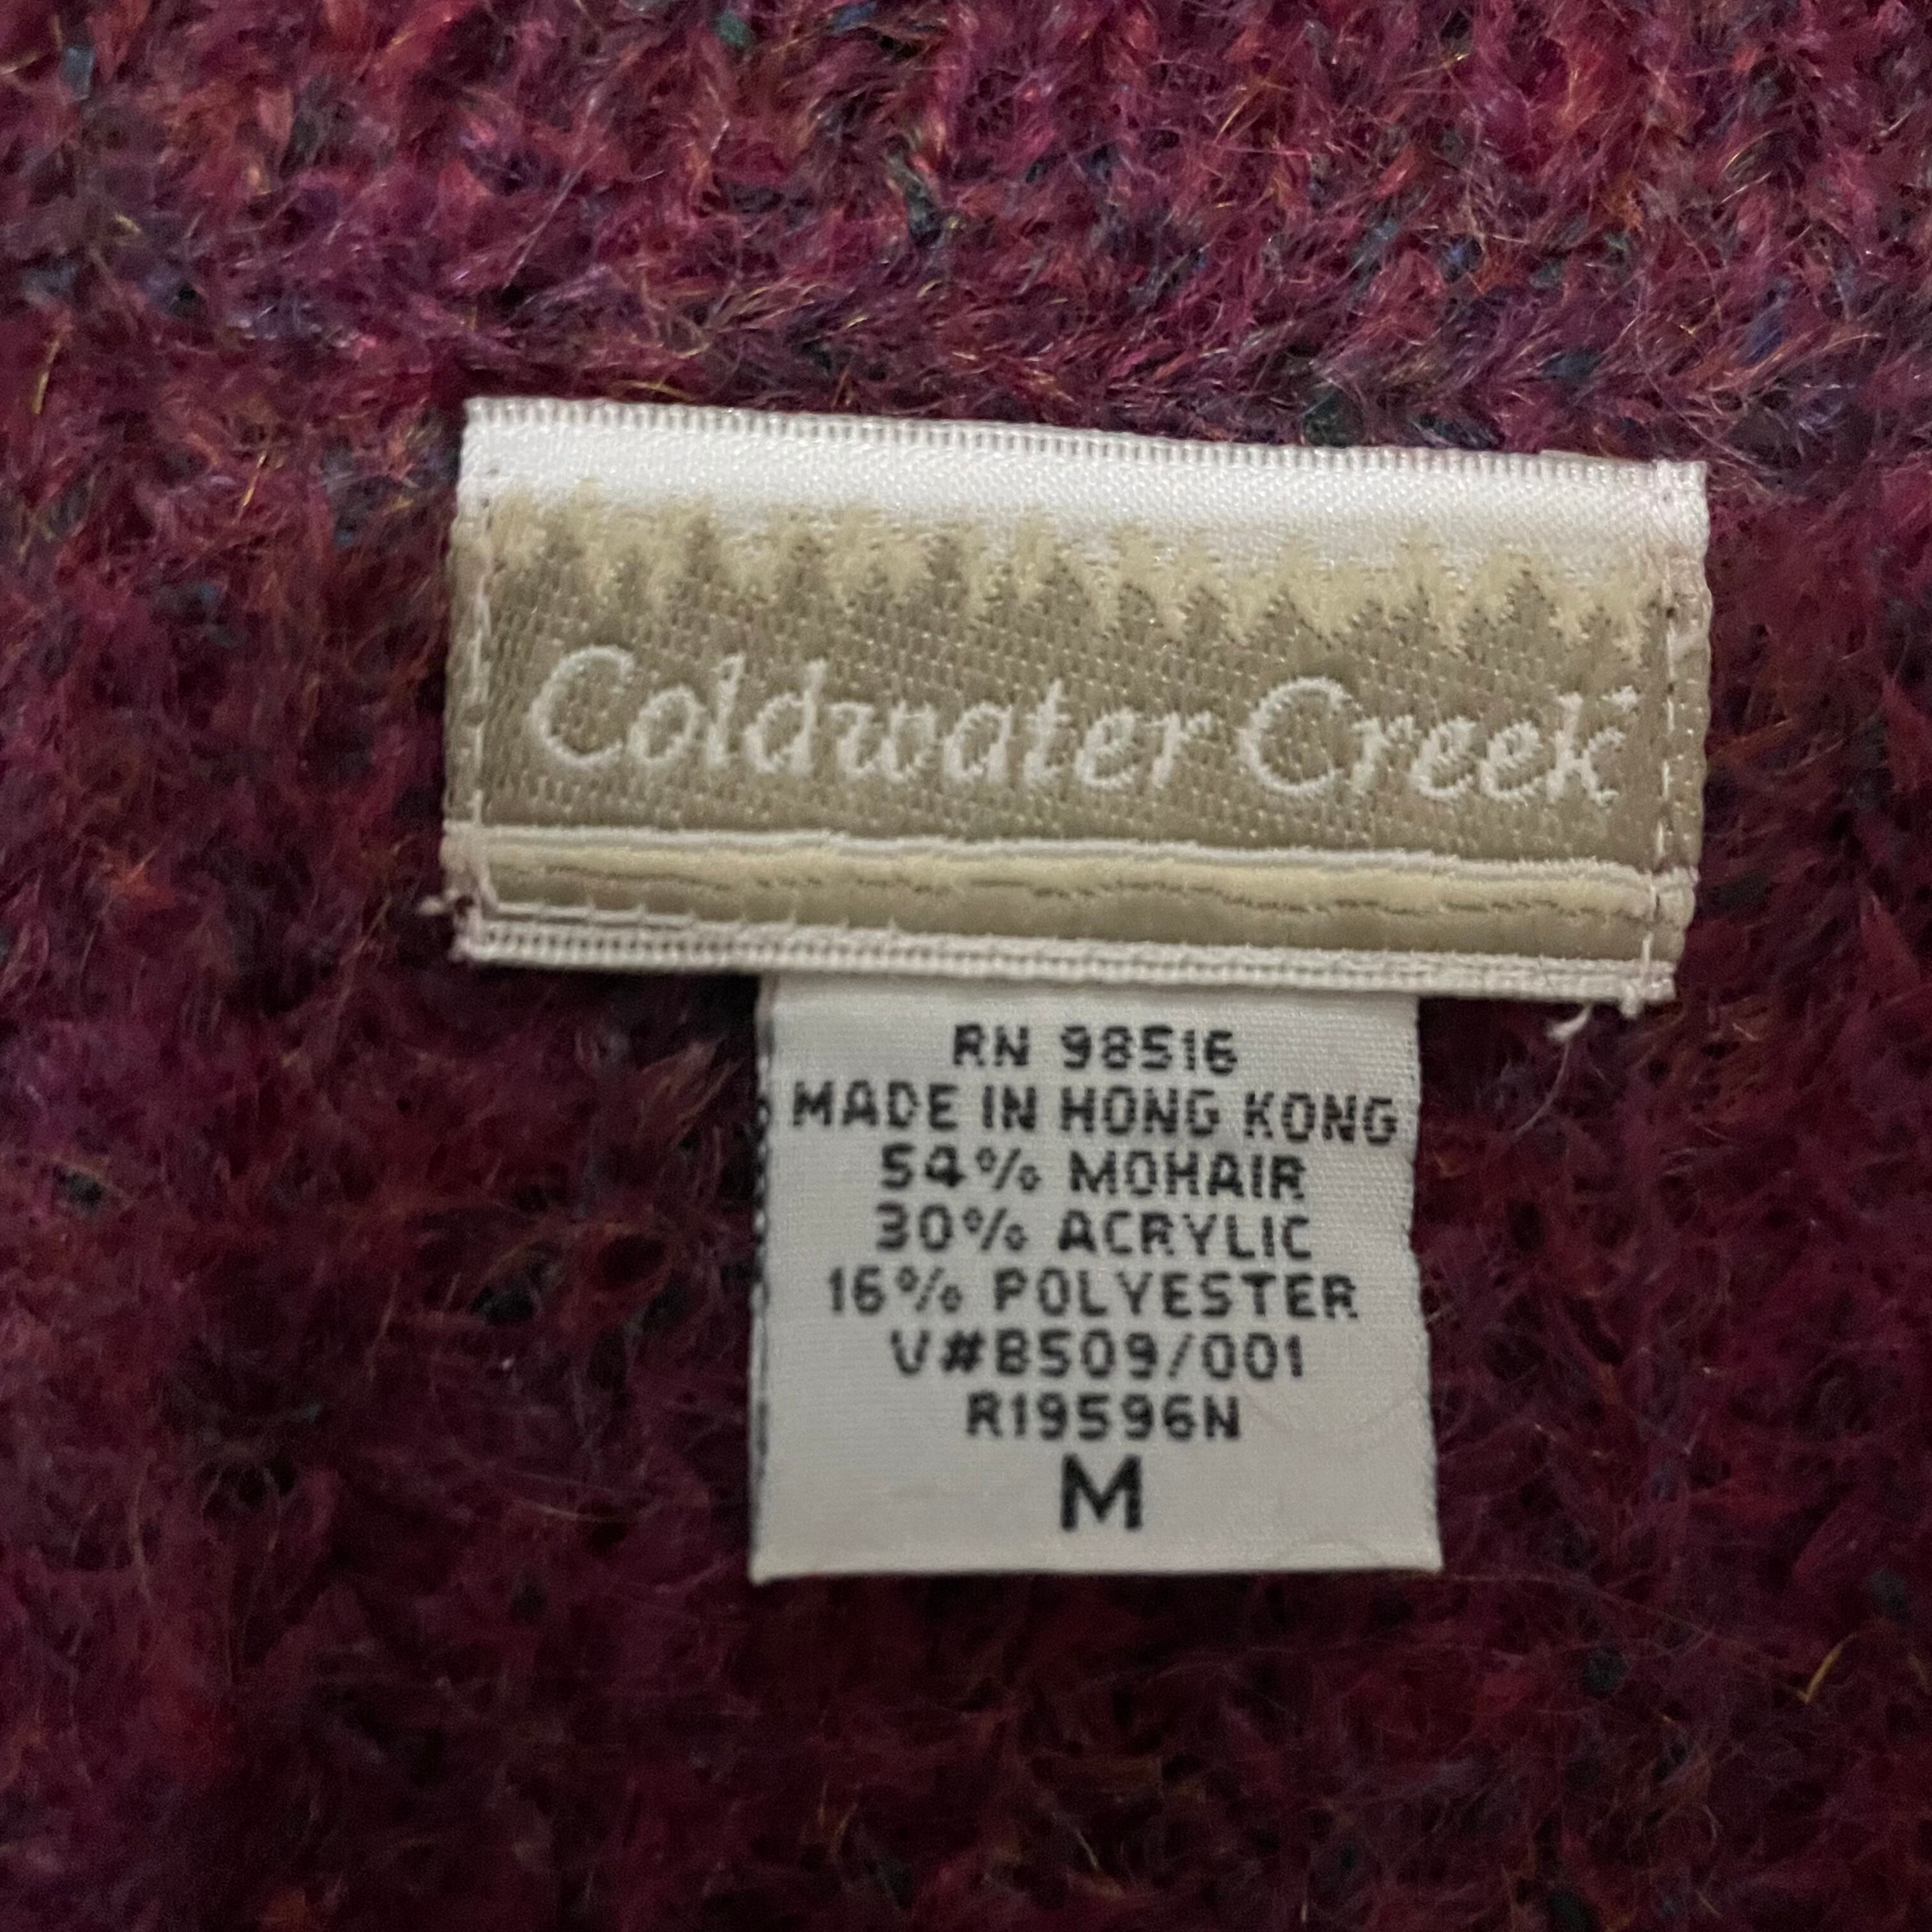 Coldwater Creek
RN 98516
MADE IN HONG KONG
54% MOHAIR
30% ACRYLIC
16% POLYESTER
V#8509/001
R19596N
M